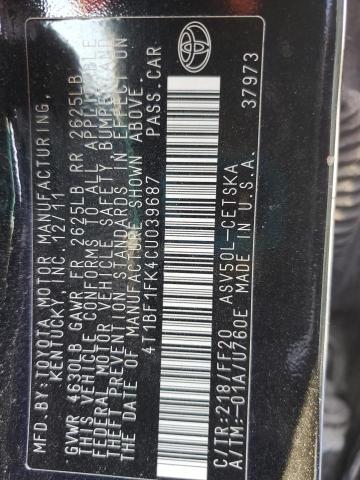 MFD.BY:TOYOTA MOTOR MANUFACTURING,
KENTUCKY, INC. 12/11
GVWR 4630LB GAWR FR 2625LB RR 2625LB
THIS VEHICLE CONFORMS TO ALL APPLICABLE
FEDERAL MOTOR VEHICLE SAFETY, BUMPER, AND
THEFT PREVENTION STANDARDS IN EFFECT ON
THE DATE OF MANUFACTURE SHOWN ABOVE.
4T1BF1FK4CU039687 PASS.CAR
C/TR:218/FF20 ASV50L-CETSKA
A/TM:-01A/U760E MADE IN U.S.A. 37973